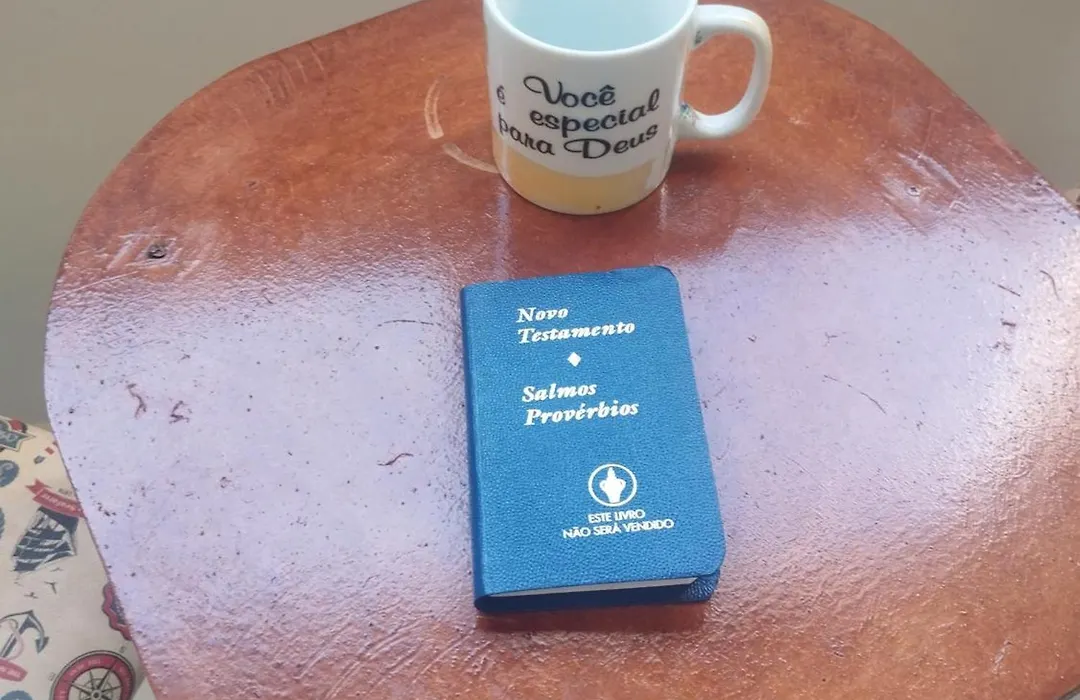 Você
é especial
para Deus
Novo
Testamento
Salmos
Provérbios
ESTE LIVRO
NÃO SERÁ VENDIDO